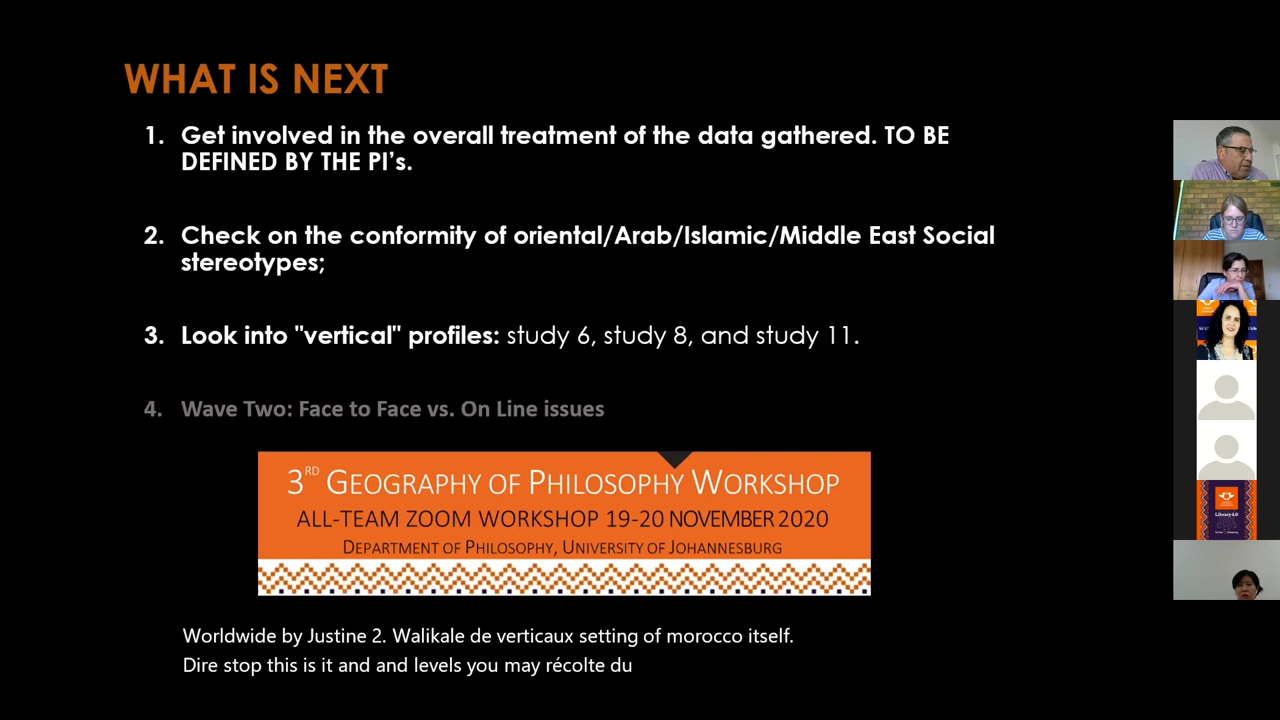 WHAT IS NEXT
1. Get involved in the overall treatment of the data gathered. TO BE
DEFINED BY THE PI's.
2. Check on the conformity of oriental/Arab/Islamic/Middle East Social
stereotypes;
3. Look into "vertical" profiles: study 6, study 8, and study 11.
4. Wave Two: Face to Face vs. On Line issues
3RD GEOGRAPHY OF PHILOSOPHY WORKSHOP
ALL-TEAM ZOOM WORKSHOP 19-20 NOVEMBER 2020
DEPARTMENT OF PHILOSOPHY, UNIVERSITY OF JOHANNESBURG
Worldwide by Justine 2. Walikale de verticaux setting of morocco itself.
Dire stop this is it and and levels you may récolte du
Library 4.0